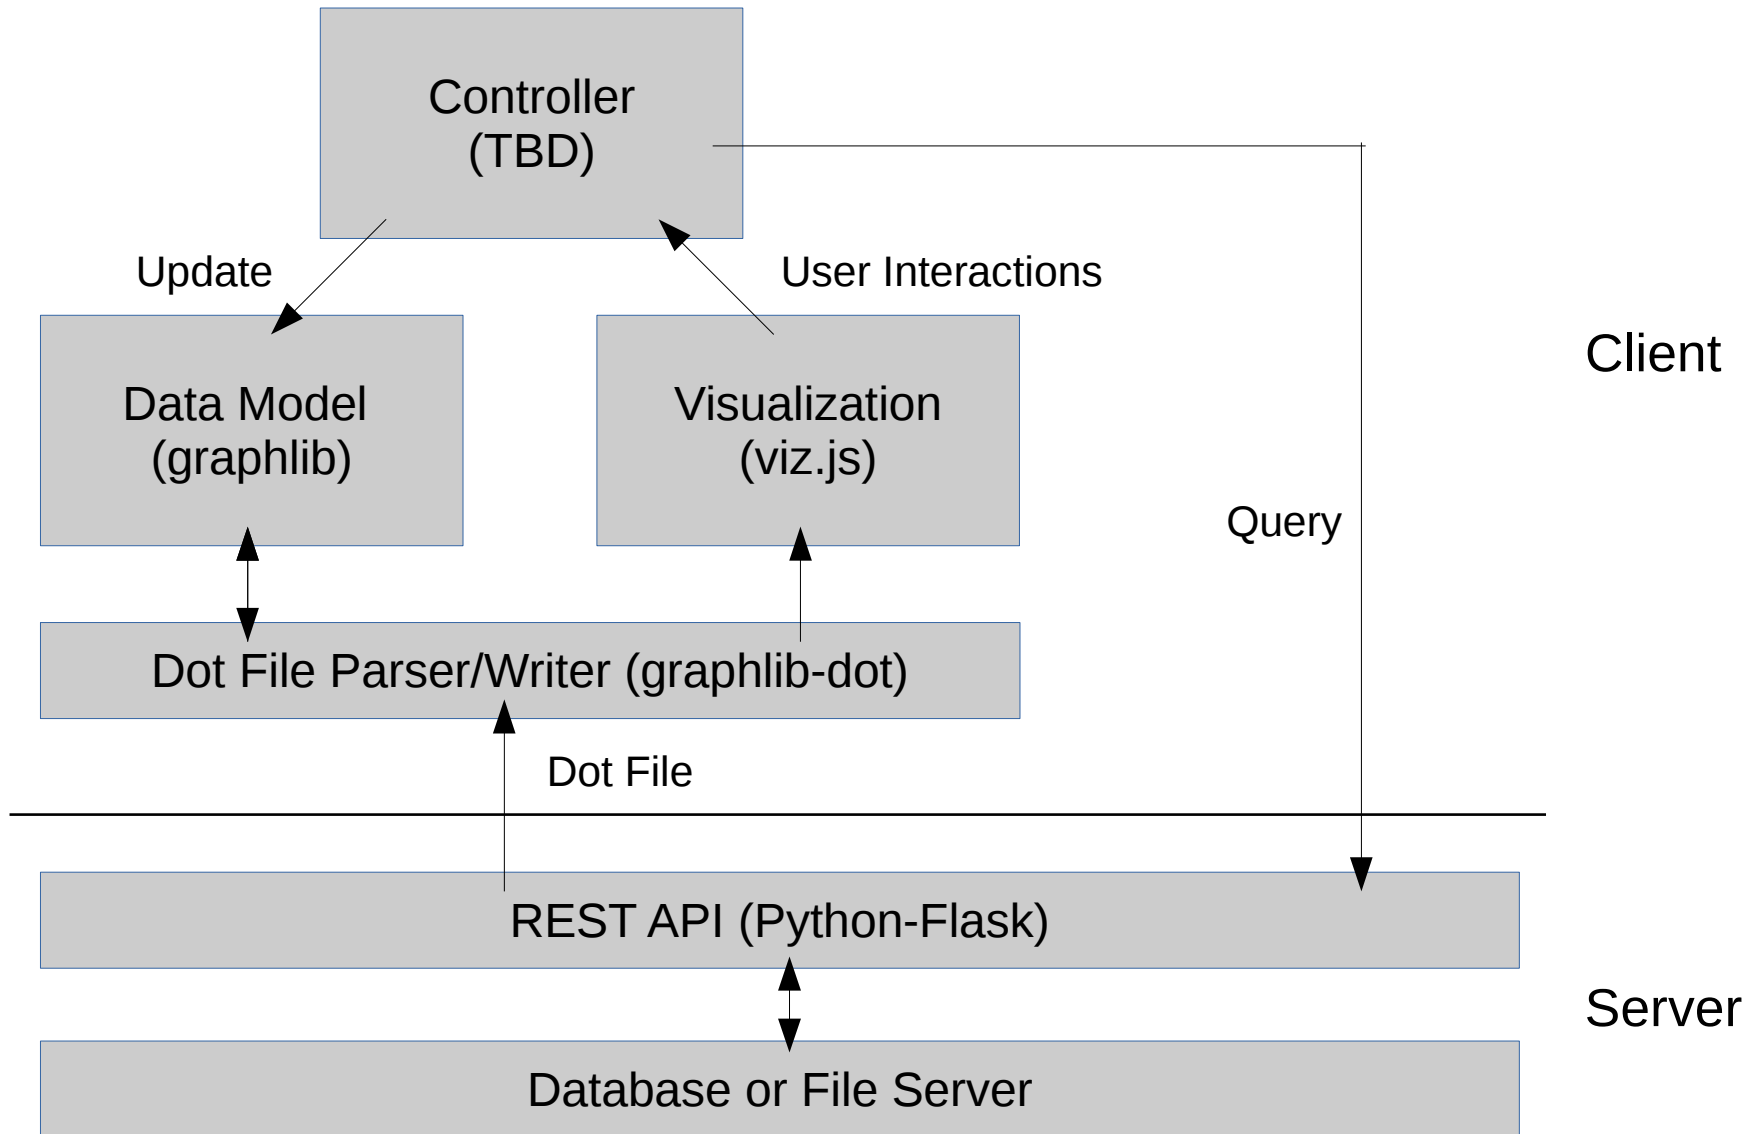 Controller
(TBD)
Update
User Interactions
Client
Data Model
(graphlib)
Visualization
(viz.js)
Query
Dot File Parser/Writer (graphlib-dot)
Dot File
REST API (Python-Flask)
Server
Database or File Server